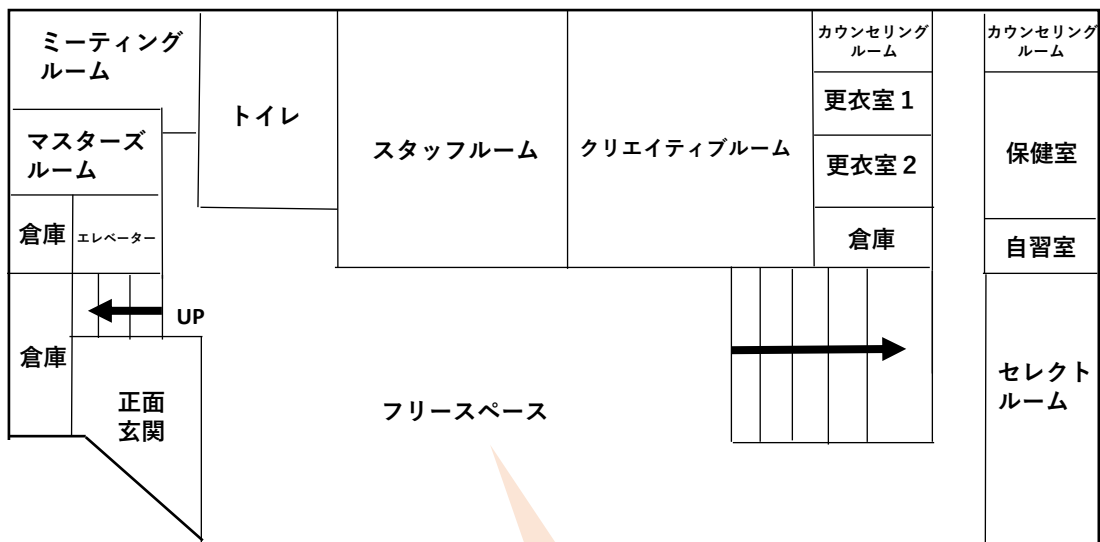 ミーティング
ルーム
マスターズ
ルーム
倉庫
エレベーター
UP
倉庫
正面
玄関
トイレ
スタッフルーム
クリエイティブルーム
カウンセリング
ルーム
更衣室１
更衣室２
倉庫
カウンセリング
ルーム
保健室
自習室
セレクト
ルーム
フリースペース